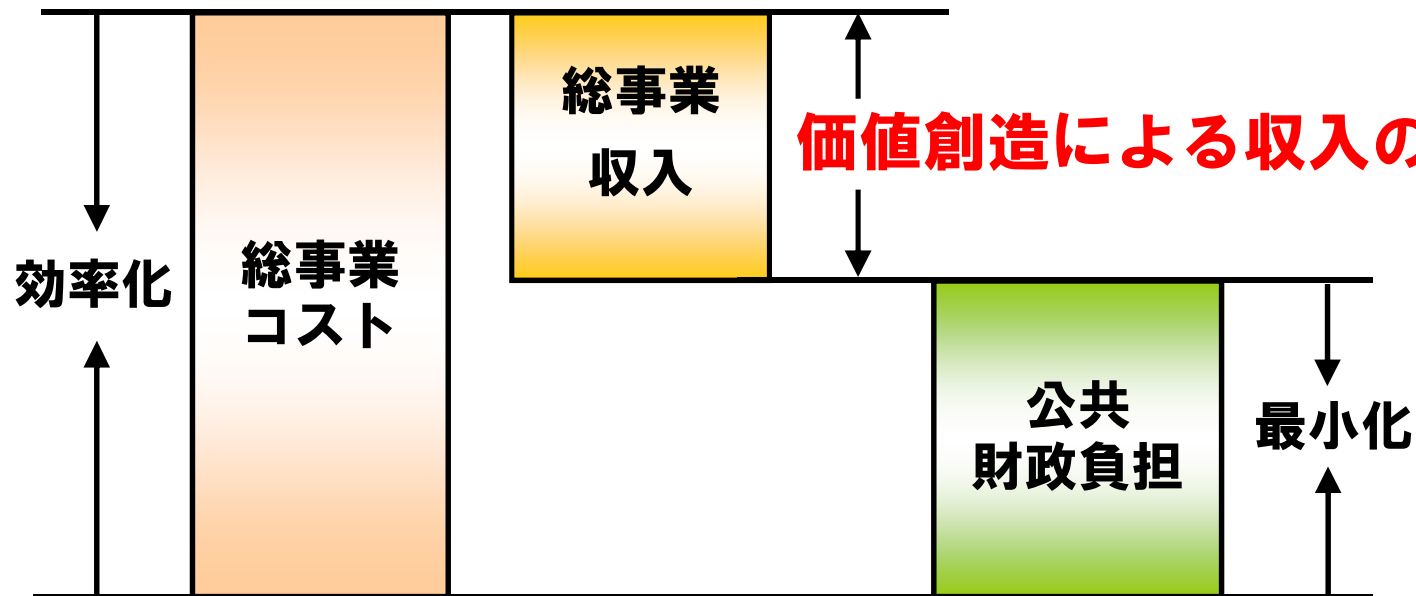 総事業
収入
価値創造による収入の
効率化
総事業
コスト
公共
財政負担
最小化